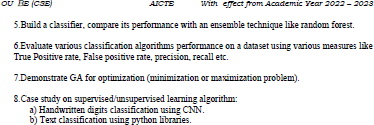 OU BE (CSE) AICTE With effect from Academic Year 2022 – 2023
5.Build a classifier, compare its performance with an ensemble technique like random forest.
6.Evaluate various classification algorithms performance on a dataset using various measures like
True Positive rate, False positive rate, precision, recall etc.
7.Demonstrate GA for optimization (minimization or maximization problem).
8.Case study on supervised/unsupervised learning algorithm:
a) Handwritten digits classification using CNN.
b) Text classification using python libraries.